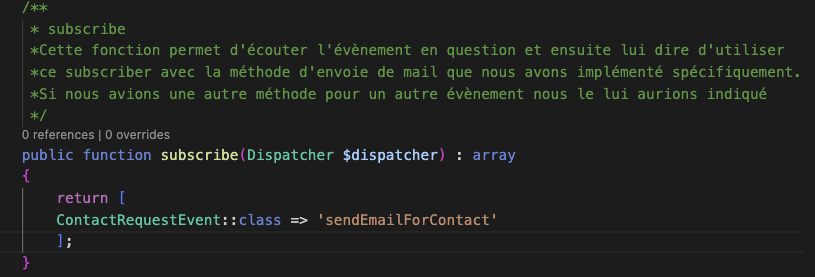 /**
* subscribe
*Cette fonction permet d'écouter l'évènement en question et ensuite lui dire d'utiliser
*ce subscriber avec la méthode d'envoie de mail que nous avons implémenté spécifiquement.
*Si nous avions une autre méthode pour un autre évènement nous le lui aurions indiqué
*/
0 references | 0 overrides
public function subscribe(Dispatcher $dispatcher) : array
{
return [
ContactRequestEvent::class => 'sendEmailForContact'
];
}